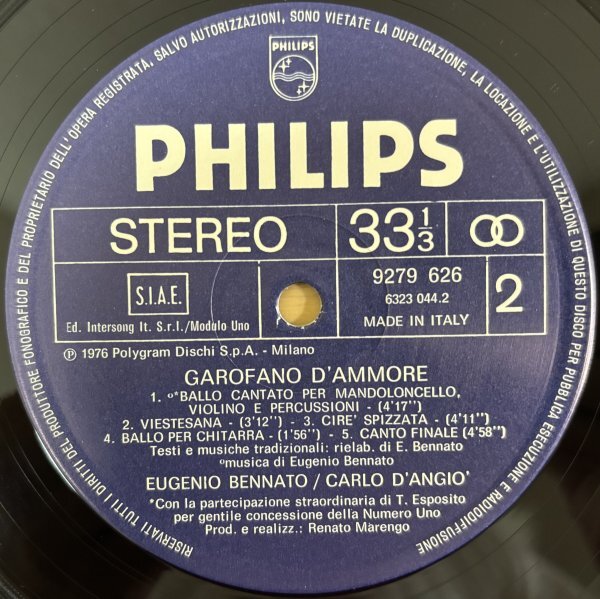 RISERVATI TUTTI I DIRITTI DEL PRODUTTORE FONOGRAFICO E DEL PROPRIETARIO DELL'OPERA REGISTRATA, SALVO AUTORIZZAZIONI, SONO VIETATE LA DUPLICAZIONE, LA LOCAZIONE E L'UTILIZZAZIONE DI QUESTO DISCO PER PUBBLICA ESECUZIONE E RADIODIFFUSIONE
PHILIPS
PHILIPS
STEREO
33 1/3
S.I.A.E.
9279 626
6323 044.2
2
Ed. Intersong It. S.r.l./Modulo Uno
MADE IN ITALY
Ⓟ 1976 Polygram Dischi S.p.A. - Milano
GAROFANO D'AMMORE
1. º*BALLO CANTATO PER MANDOLONCELLO,
VIOLINO E PERCUSSIONI - (4'17'')
2. VIESTESANA - (3'12'') - 3. CIRE' SPIZZATA - (4'11'')
4. BALLO PER CHITARRA - (1'56'') - 5. CANTO FINALE (4'58'')
Testi e musiche tradizionali: rielab. di E. Bennato
ºmusica di Eugenio Bennato
EUGENIO BENNATO / CARLO D'ANGIO'
*Con la partecipazione straordinaria di T. Esposito
per gentile concessione della Numero Uno
Prod. e realizz.: Renato Marengo